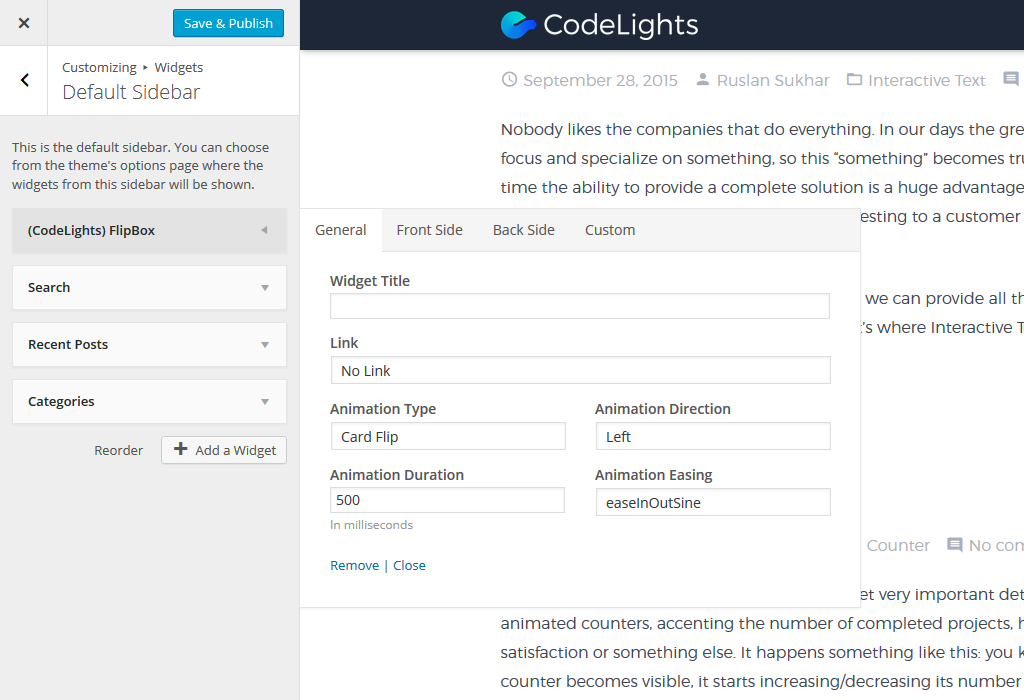 Save & Publish
Customizing ▸ Widgets
Default Sidebar
This is the default sidebar. You can choose
from the theme's options page where the
widgets from this sidebar will be shown.
(CodeLights) FlipBox
Search
Recent Posts
Categories
Reorder
Add a Widget
CodeLights
September 28, 2015 Ruslan Sukhar Interactive Text
Nobody likes the companies that do everything. In our days the gre
focus and specialize on something, so this “something” becomes tru
time the ability to provide a complete solution is a huge advantage
esting to a customer
we can provide all th
's where Interactive T
General Front Side Back Side Custom
Widget Title
Link
No Link
Animation Type Animation Direction
Card Flip Left
Animation Duration Animation Easing
500 easeInOutSine
In milliseconds
Remove | Close
Counter No com
et very important det
animated counters, accenting the number of completed projects, h
satisfaction or something else. It happens something like this: you k
counter becomes visible, it starts increasing/decreasing its number